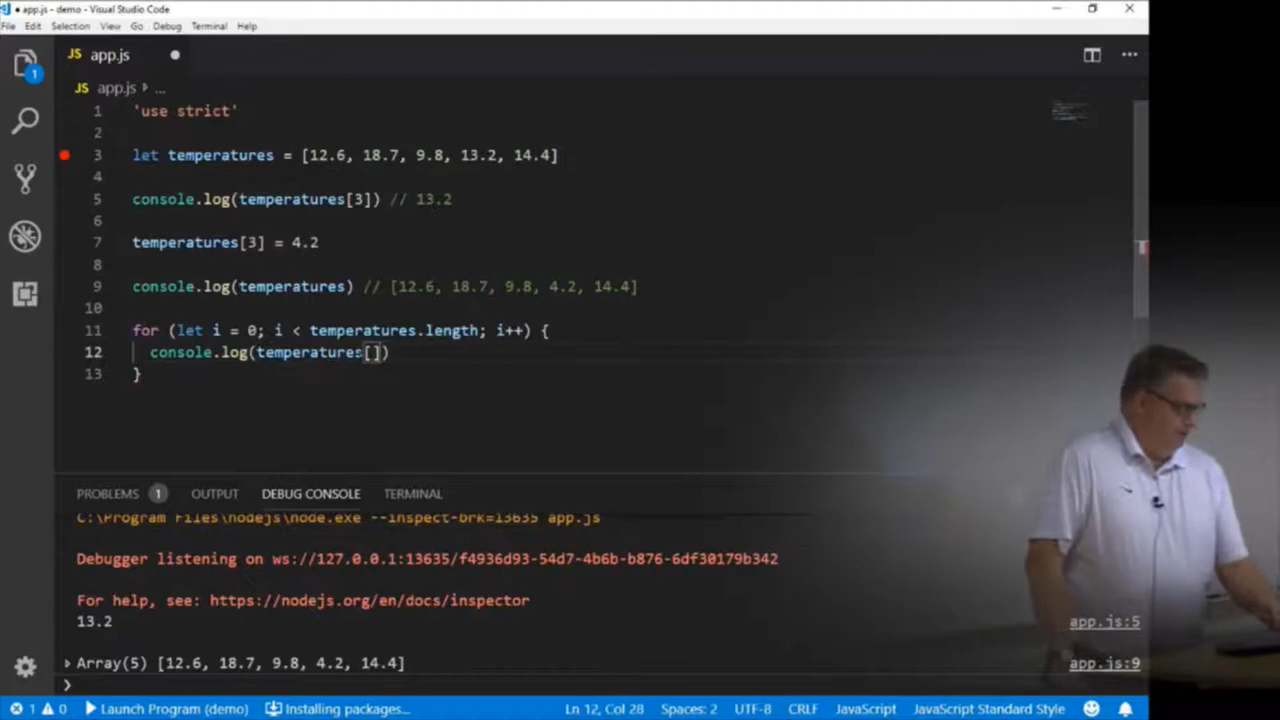 app.js - demo - Visual Studio Code
File Edit Selection View Go Debug Terminal Help
JS app.js
JS app.js ...
1
1 'use strict'
2
3 let temperatures = [12.6, 18.7, 9.8, 13.2, 14.4]
4
5 console.log(temperatures[3]) // 13.2
6
7 temperatures[3] = 4.2
8
9 console.log(temperatures) // [12.6, 18.7, 9.8, 4.2, 14.4]
10
11 for (let i = 0; i < temperatures.length; i++) {
12 console.log(temperatures[])
13 }
PROBLEMS 1 OUTPUT DEBUG CONSOLE TERMINAL
C:\Program Files\nodejs\node.exe --inspect-brk=13635 app.js
Debugger listening on ws://127.0.0.1:13635/f4936d93-54d7-4b6b-b876-6df30179b342
For help, see: https://nodejs.org/en/docs/inspector
13.2 app.js:5
Array(5) [12.6, 18.7, 9.8, 4.2, 14.4] app.js:9
1 0 Launch Program (demo) Installing packages... Ln 12, Col 28 Spaces: 2 UTF-8 CRLF JavaScript JavaScript Standard Style